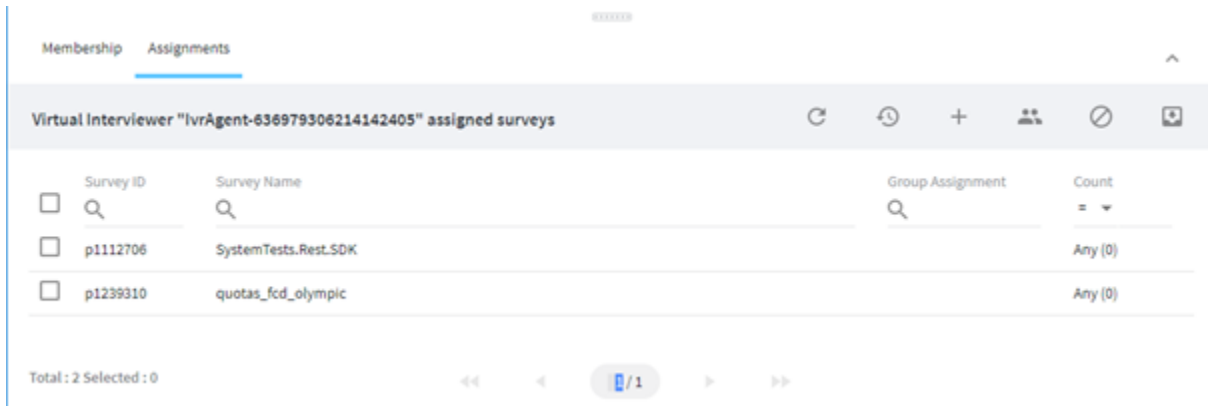 Membership Assignments
Virtual Interviewer "IvrAgent-636979306214142405" assigned surveys
Survey ID Survey Name Group Assignment Count
=
p1112706 SystemTests.Rest.SDK Any (0)
p1239310 quotas_fcd_olympic Any (0)
Total : 2 Selected : 0 1 / 1